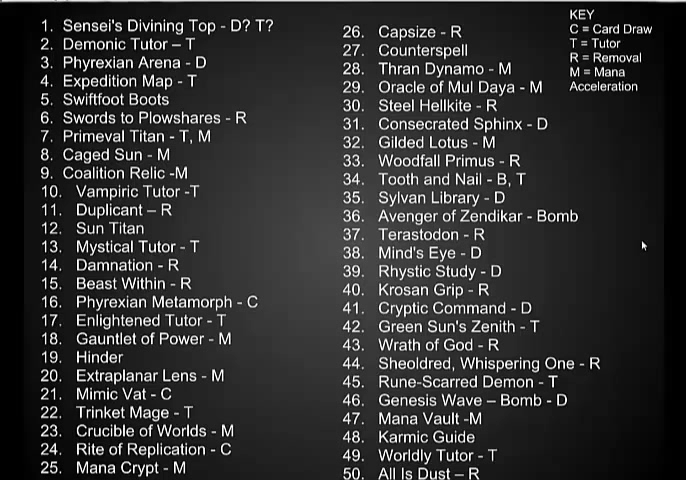 1. Sensei's Divining Top - D? T?
2. Demonic Tutor – T
3. Phyrexian Arena - D
4. Expedition Map - T
5. Swiftfoot Boots
6. Swords to Plowshares - R
7. Primeval Titan - T, M
8. Caged Sun - M
9. Coalition Relic -M
10. Vampiric Tutor -T
11. Duplicant – R
12. Sun Titan
13. Mystical Tutor - T
14. Damnation - R
15. Beast Within - R
16. Phyrexian Metamorph - C
17. Enlightened Tutor - T
18. Gauntlet of Power - M
19. Hinder
20. Extraplanar Lens - M
21. Mimic Vat - C
22. Trinket Mage - T
23. Crucible of Worlds - M
24. Rite of Replication - C
25. Mana Crypt - M
26. Capsize - R
27. Counterspell
28. Thran Dynamo - M
29. Oracle of Mul Daya - M
30. Steel Hellkite - R
31. Consecrated Sphinx - D
32. Gilded Lotus - M
33. Woodfall Primus - R
34. Tooth and Nail - B, T
35. Sylvan Library - D
36. Avenger of Zendikar - Bomb
37. Terastodon - R
38. Mind's Eye - D
39. Rhystic Study - D
40. Krosan Grip - R
41. Cryptic Command - D
42. Green Sun's Zenith - T
43. Wrath of God - R
44. Sheoldred, Whispering One - R
45. Rune-Scarred Demon - T
46. Genesis Wave – Bomb - D
47. Mana Vault -M
48. Karmic Guide
49. Worldly Tutor - T
50. All Is Dust – R
KEY
C = Card Draw
T = Tutor
R = Removal
M = Mana
Acceleration